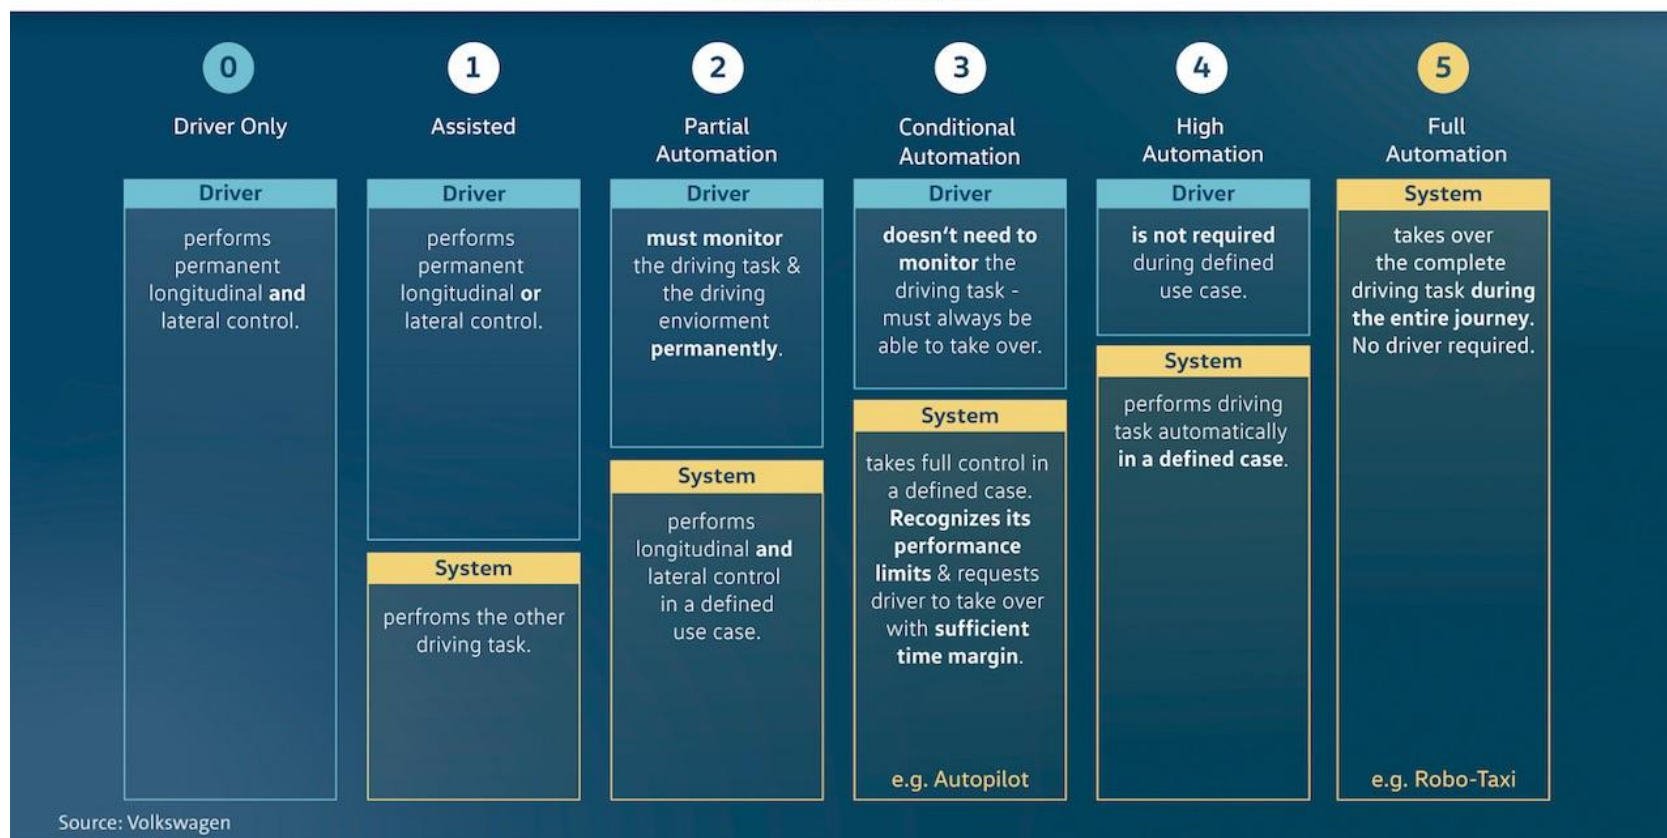 0
Driver Only
Driver
performs
permanent
longitudinal and
lateral control.
1
Assisted
Driver
performs
permanent
longitudinal or
lateral control.
System
perfroms the other
driving task.
2
Partial
Automation
Driver
must monitor
the driving task &
the driving
enviorment
permanently.
System
performs
longitudinal and
lateral control
in a defined
use case.
3
Conditional
Automation
Driver
doesn't need to
monitor the
driving task -
must always be
able to take over.
System
takes full control in
a defined case.
Recognizes its
performance
limits & requests
driver to take over
with sufficient
time margin.
e.g. Autopilot
4
High
Automation
Driver
is not required
during defined
use case.
System
performs driving
task automatically
in a defined case.
5
Full
Automation
System
takes over
the complete
driving task during
the entire journey.
No driver required.
e.g. Robo-Taxi
Source: Volkswagen